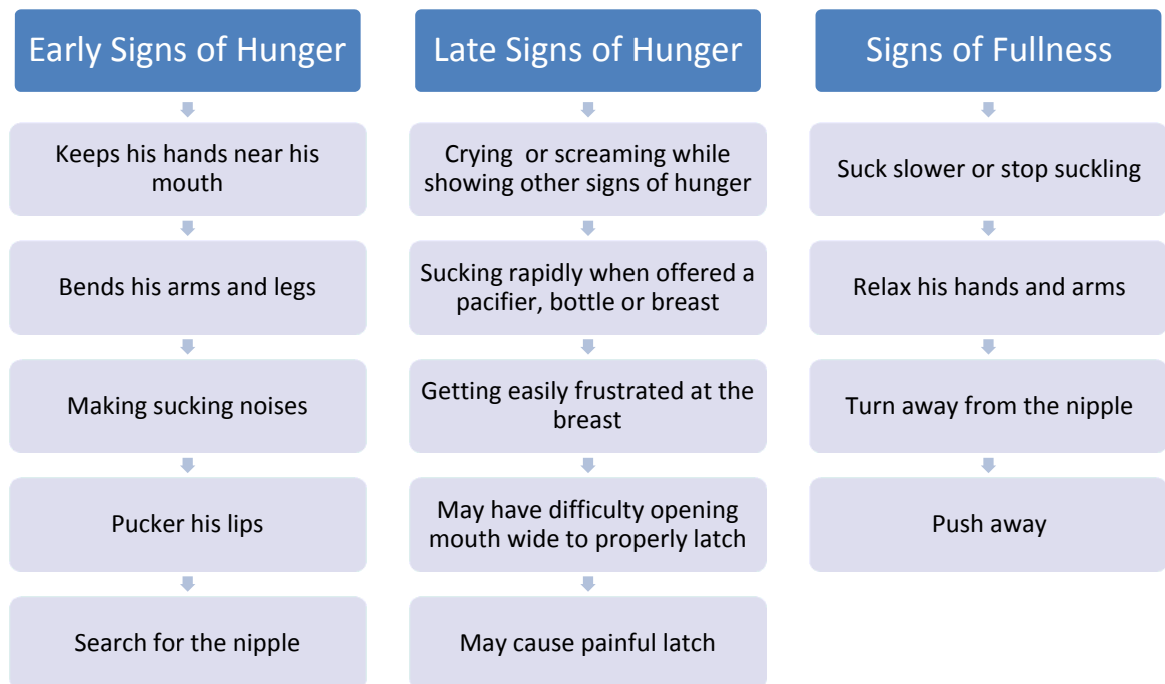 Early Signs of Hunger
Keeps his hands near his
mouth
Bends his arms and legs
Making sucking noises
Pucker his lips
Search for the nipple
Late Signs of Hunger
Crying or screaming while
showing other signs of hunger
Sucking rapidly when offered a
pacifier, bottle or breast
Getting easily frustrated at the
breast
May have difficulty opening
mouth wide to properly latch
May cause painful latch
Signs of Fullness
Suck slower or stop suckling
Relax his hands and arms
Turn away from the nipple
Push away